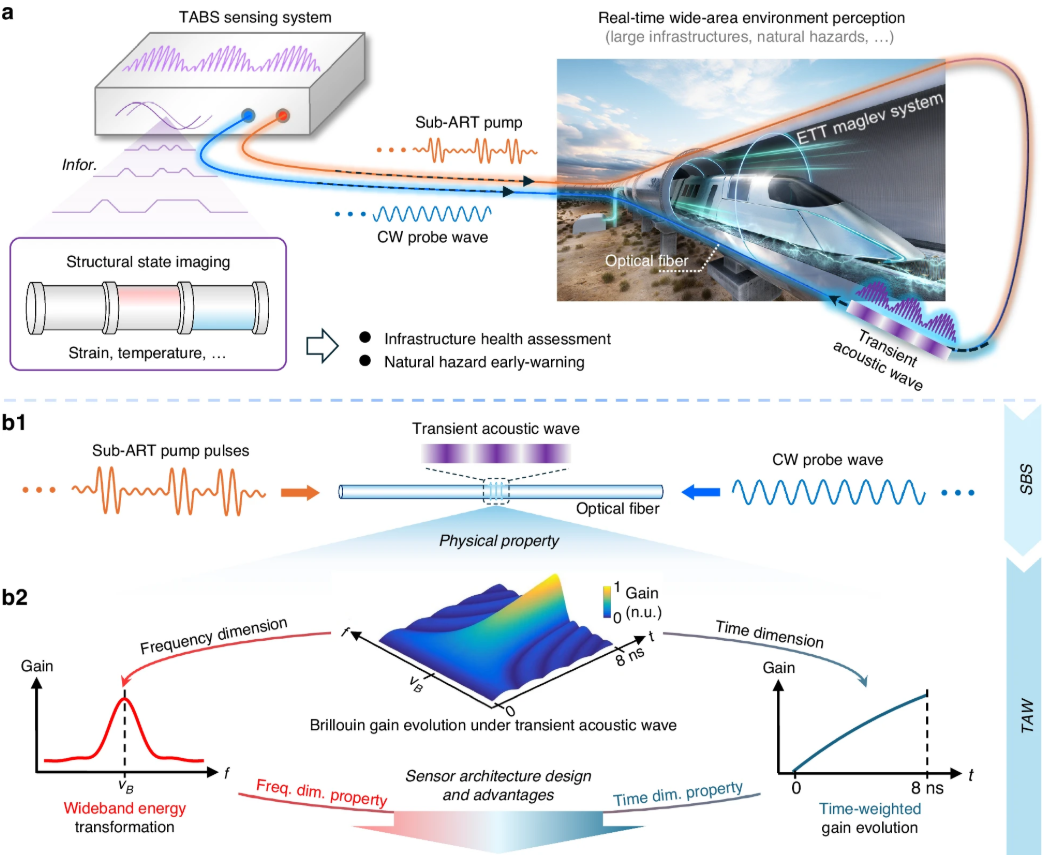 a
TABS sensing system
Real-time wide-area environment perception
(large infrastructures, natural hazards, …)
Sub-ART pump
ETT maglev system
Infor.
CW probe wave
Optical fiber
Structural state imaging
Strain, temperature, …
Infrastructure health assessment
Natural hazard early-warning
Transient
acoustic wave
b1
Transient acoustic wave
Sub-ART pump pulses
CW probe wave
SBS
Optical fiber
Physical property
b2
1
Gain
0
(n.u.)
Frequency dimension
Time dimension
f
t
8 ns
νB
0
Brillouin gain evolution under transient acoustic wave
Gain
f
νB
Wideband energy
transformation
Gain
t
0
8 ns
Time-weighted
gain evolution
TAW
Sensor architecture design
and advantages
Freq. dim. property
Time dim. property